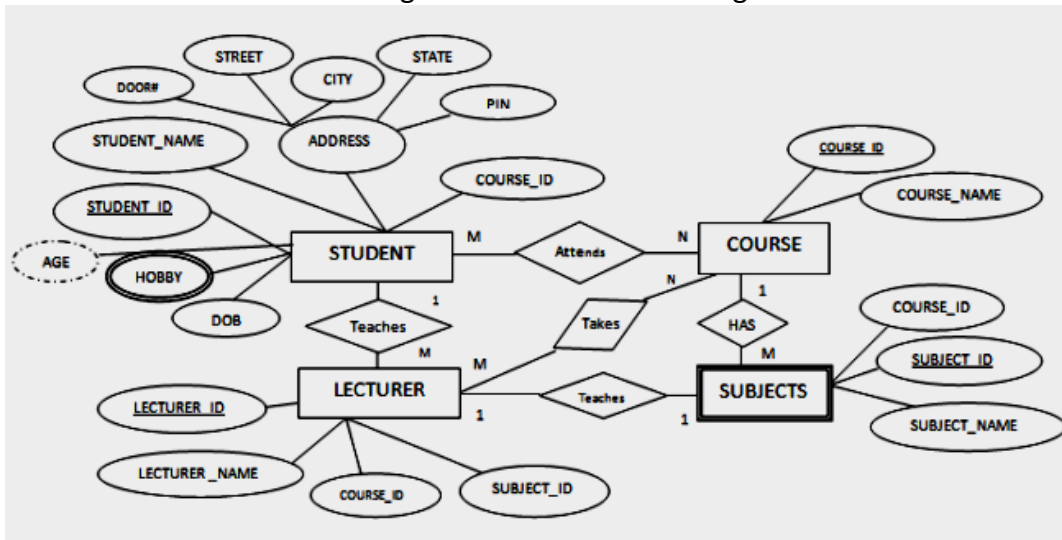 STREET
STATE
CITY
DOOR#
PIN
STUDENT_NAME
ADDRESS
COURSE_ID
COURSE_ID
STUDENT_ID
COURSE_NAME
M
N
STUDENT
Attends
COURSE
AGE
HOBBY
N
1
1
COURSE_ID
DOB
Teaches
Takes
HAS
M
M
M
SUBJECT_ID
LECTURER
Teaches
SUBJECTS
LECTURER_ID
1
1
SUBJECT_NAME
LECTURER_NAME
COURSE_ID
SUBJECT_ID